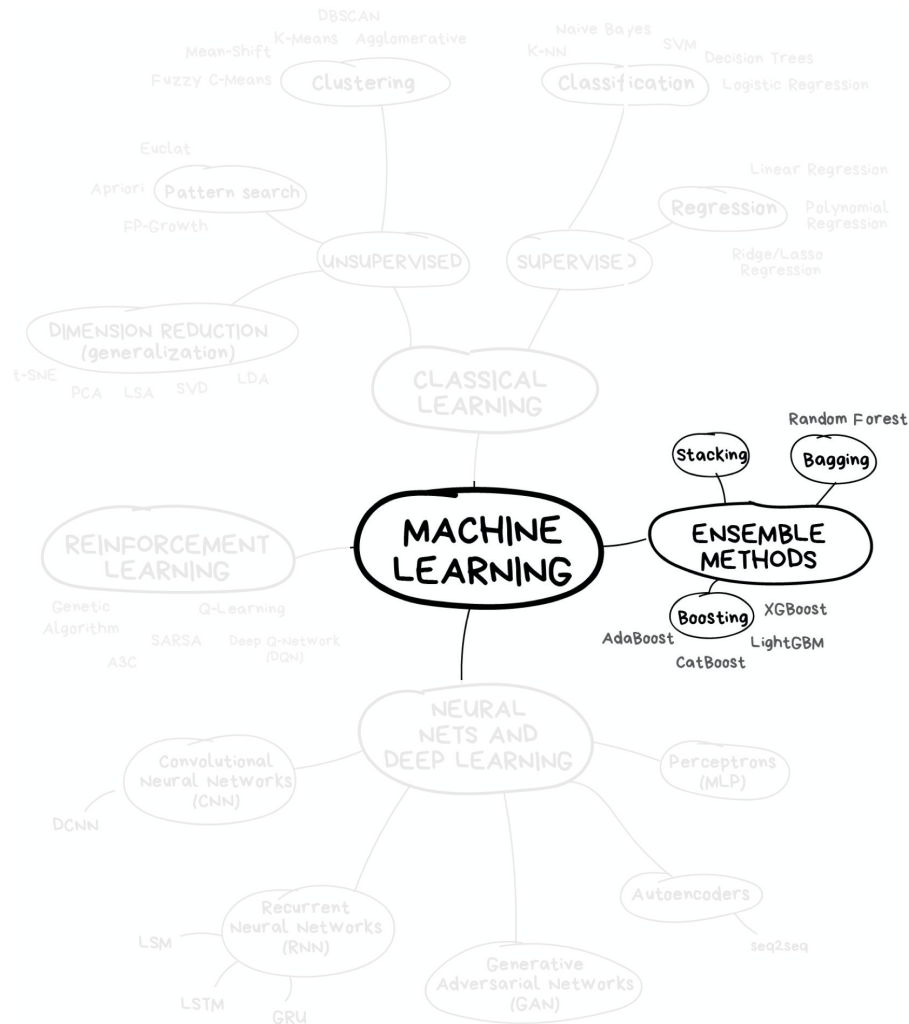 DBSCAN
K-Means
Agglomerative
Mean-Shift
Fuzzy C-Means
Clustering
Naive Bayes
K-NN
SVM
Decision Trees
Classification
Logistic Regression
Euclat
Apriori
Pattern search
FP-Growth
Linear Regression
Regression
Polynomial
Regression
Ridge/Lasso
Regression
UNSUPERVISED
SUPERVISED
DIMENSION REDUCTION
(generalization)
t-SNE
PCA
LSA
SVD
LDA
CLASSICAL
LEARNING
Random Forest
Stacking
Bagging
MACHINE
LEARNING
ENSEMBLE
METHODS
REINFORCEMENT
LEARNING
Genetic
Algorithm
Q-Learning
SARSA
Deep Q-Network
(DQN)
A3C
Boosting
XGBoost
AdaBoost
LightGBM
CatBoost
NEURAL
NETS AND
DEEP LEARNING
Convolutional
Neural Networks
(CNN)
DCNN
Perceptrons
(MLP)
Recurrent
Neural Networks
(RNN)
LSM
LSTM
GRU
Generative
Adversarial Networks
(GAN)
Autoencoders
seq2seq